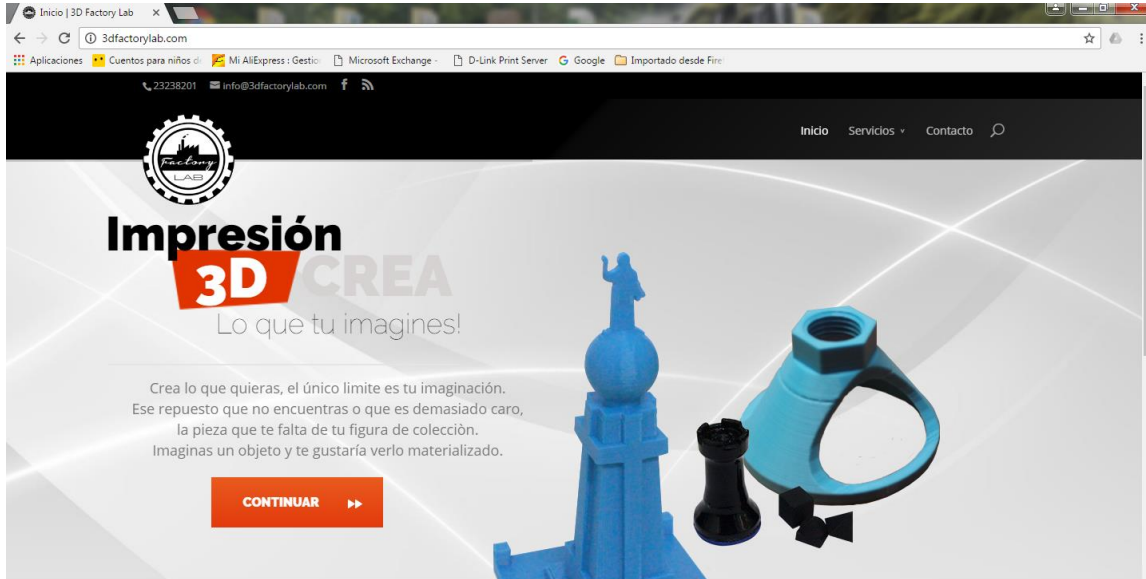 Inicio | 3D Factory Lab
3dfactorylab.com
Aplicaciones Cuentos para niños d Mi AliExpress : Gestio Microsoft Exchange - D-Link Print Server Google Importado desde Fire
23238201 info@3dfactorylab.com
Inicio Servicios Contacto
Factory
LAB
Impresión
3D CREA
Lo que tu imagines!
Crea lo que quieras, el único limite es tu imaginación.
Ese repuesto que no encuentras o que es demasiado caro,
la pieza que te falta de tu figura de colecciòn.
Imaginas un objeto y te gustaría verlo materializado.
CONTINUAR